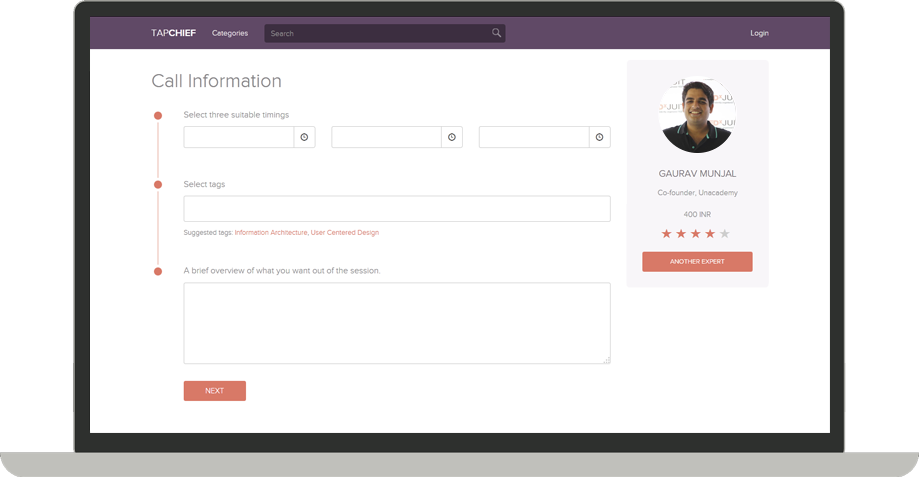 TAPCHIEF Categories Search Login
Call Information
Select three suitable timings
Select tags
Suggested tags: Information Architecture, User Centered Design
A brief overview of what you want out of the session.
NEXT
GAURAV MUNJAL
Co-founder, Unacademy
400 INR
ANOTHER EXPERT